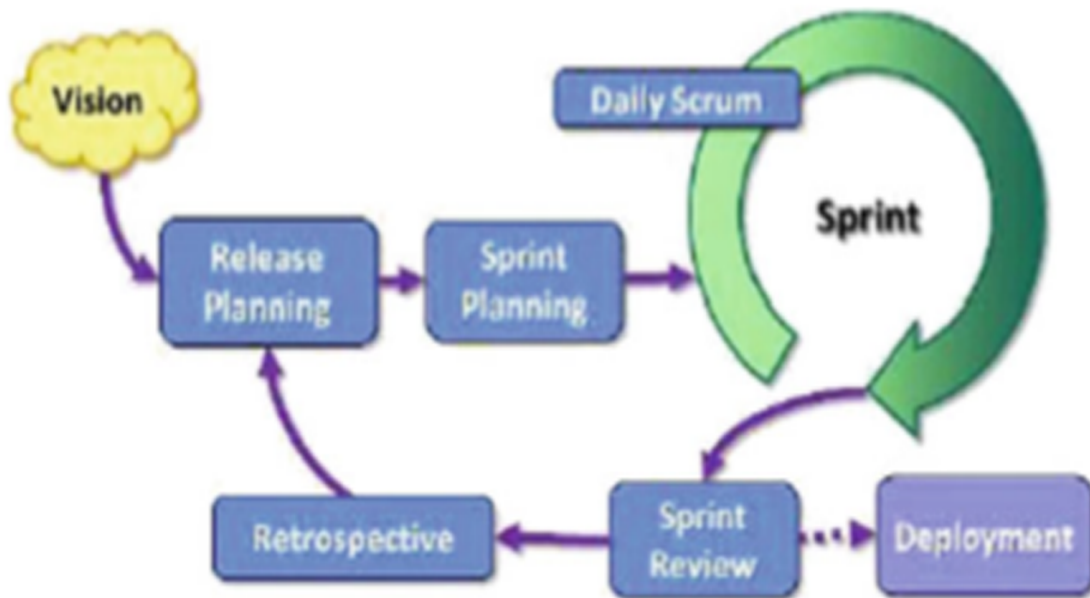 Vision
Daily Scrum
Sprint
Release
Planning
Sprint
Planning
Retrospective
Sprint
Review
Deployment